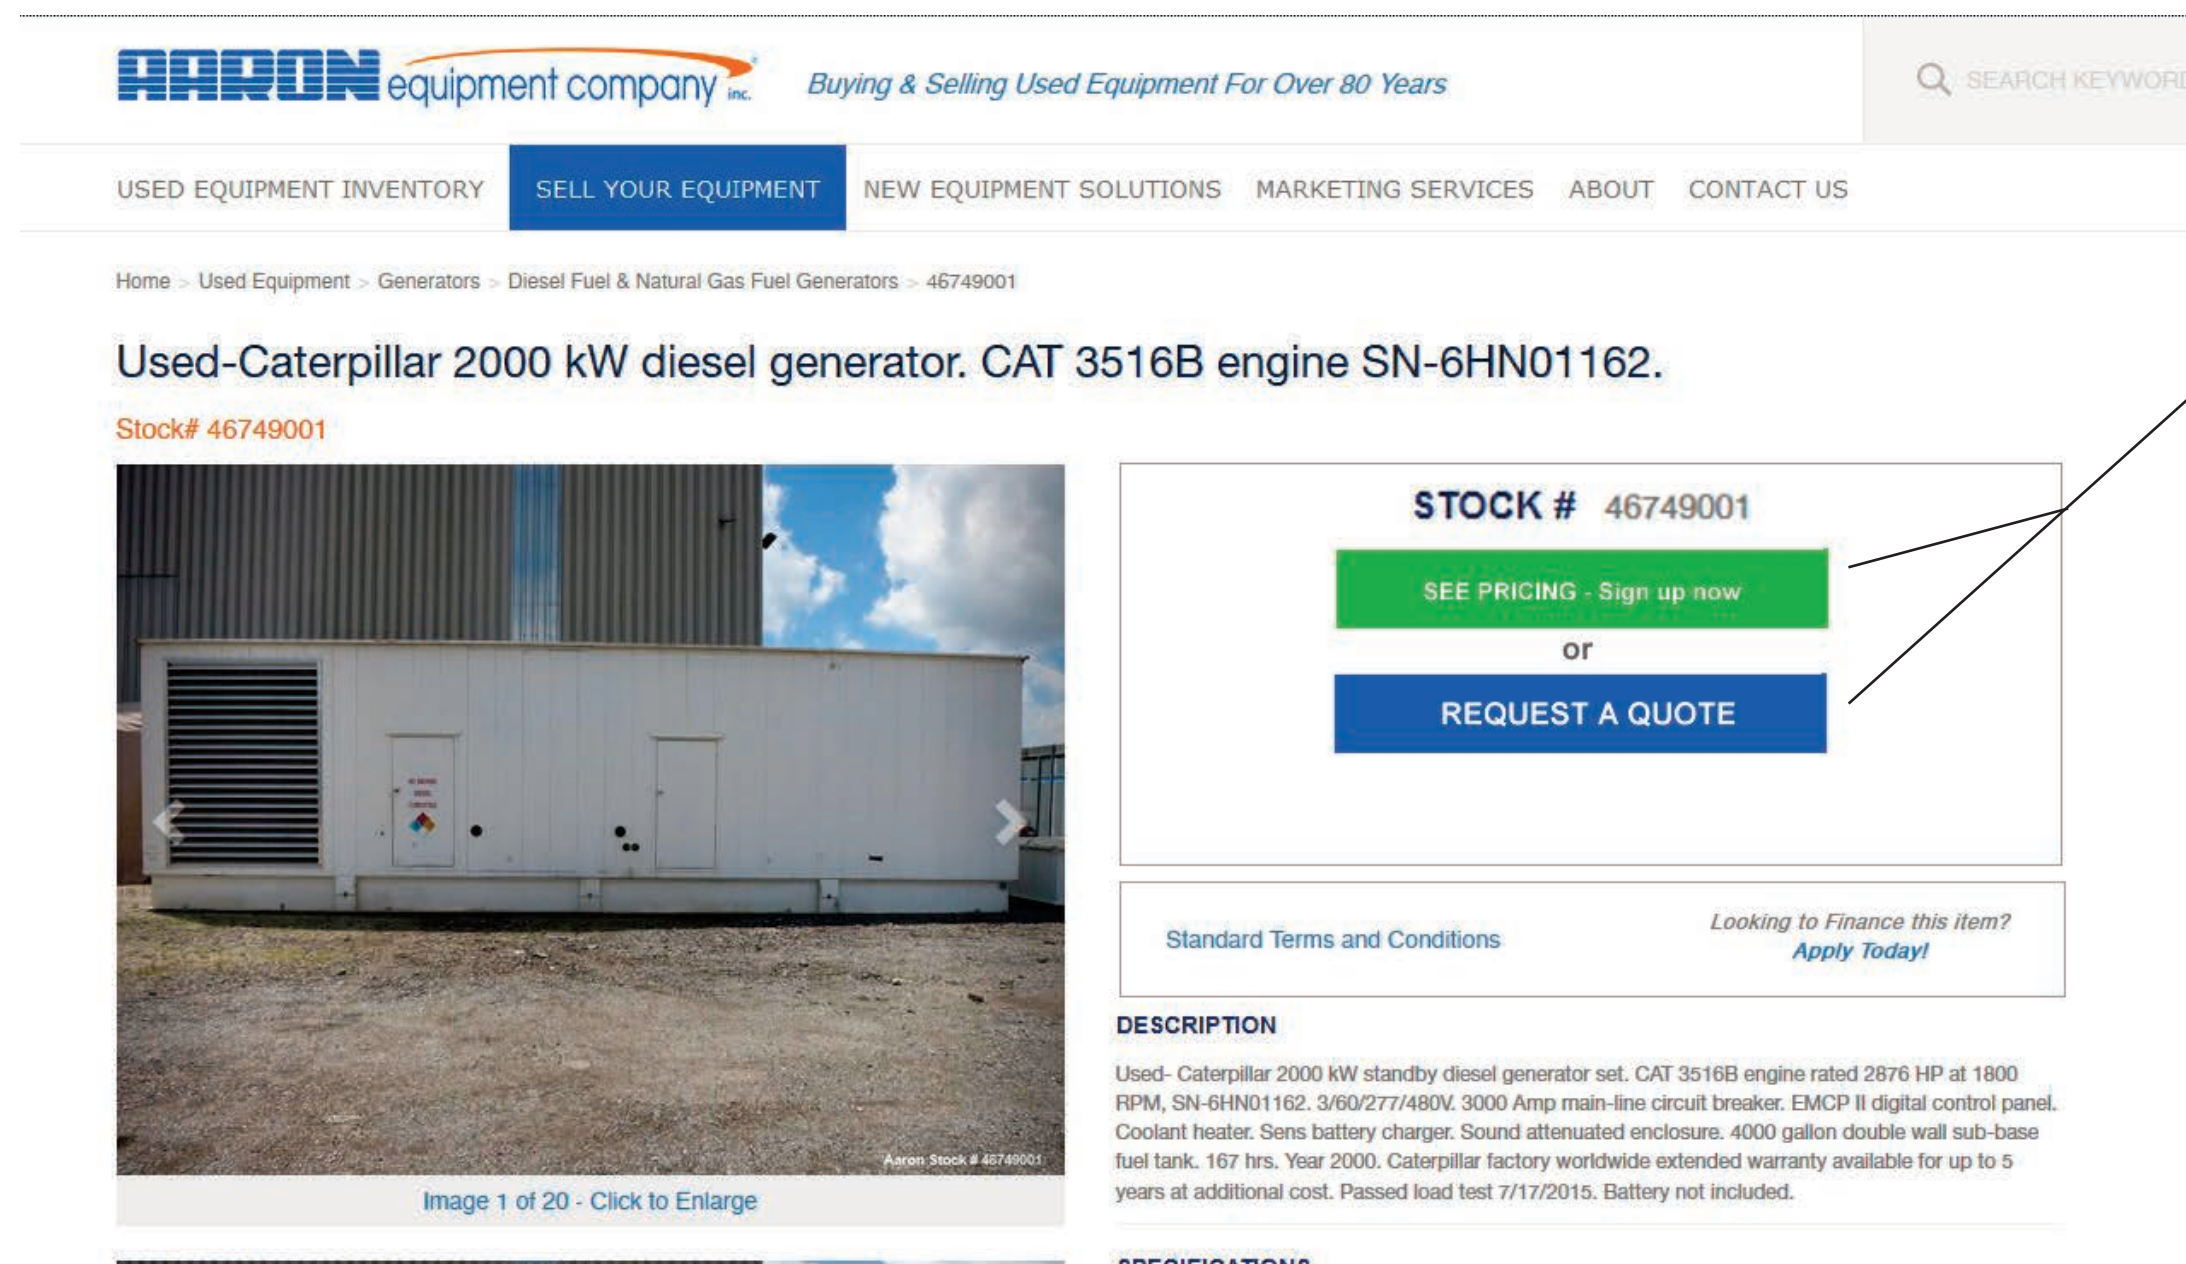 AARON equipment company inc.
Buying & Selling Used Equipment For Over 80 Years
SEARCH KEYWORD
USED EQUIPMENT INVENTORY SELL YOUR EQUIPMENT NEW EQUIPMENT SOLUTIONS MARKETING SERVICES ABOUT CONTACT US
Home > Used Equipment > Generators > Diesel Fuel & Natural Gas Fuel Generators > 46749001
Used-Caterpillar 2000 kW diesel generator. CAT 3516B engine SN-6HN01162.
Stock# 46749001
Aaron Stock # 46749001
Image 1 of 20 - Click to Enlarge
STOCK # 46749001
SEE PRICING - Sign up now
or
REQUEST A QUOTE
Standard Terms and Conditions
Looking to Finance this item?
Apply Today!
DESCRIPTION
Used- Caterpillar 2000 kW standby diesel generator set. CAT 3516B engine rated 2876 HP at 1800
RPM, SN-6HN01162. 3/60/277/480V. 3000 Amp main-line circuit breaker. EMCP II digital control panel.
Coolant heater. Sens battery charger. Sound attenuated enclosure. 4000 gallon double wall sub-base
fuel tank. 167 hrs. Year 2000. Caterpillar factory worldwide extended warranty available for up to 5
years at additional cost. Passed load test 7/17/2015. Battery not included.
SPECIFICATIONS